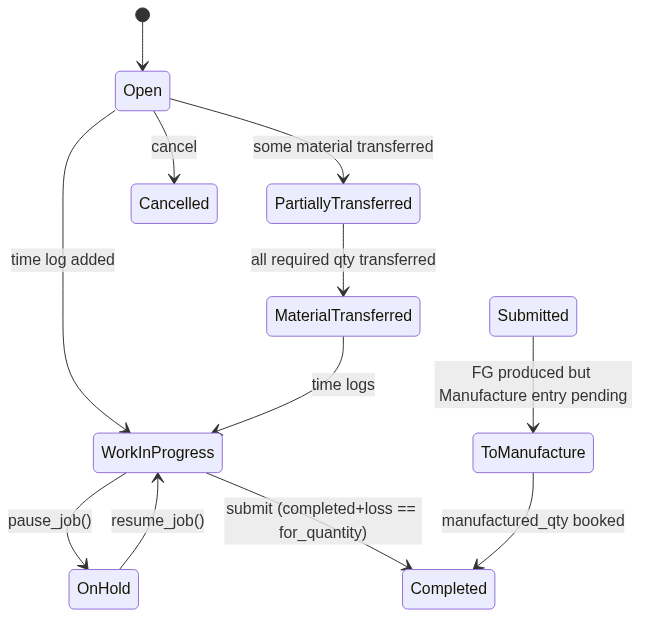 Open
cancel
some material transferred
Cancelled
PartiallyTransferred
time log added
all required qty transferred
MaterialTransferred
Submitted
FG produced but
Manufacture entry pending
time logs
WorkInProgress
ToManufacture
pause_job()
resume_job()
submit (completed+loss ==
for_quantity)
manufactured_qty booked
OnHold
Completed